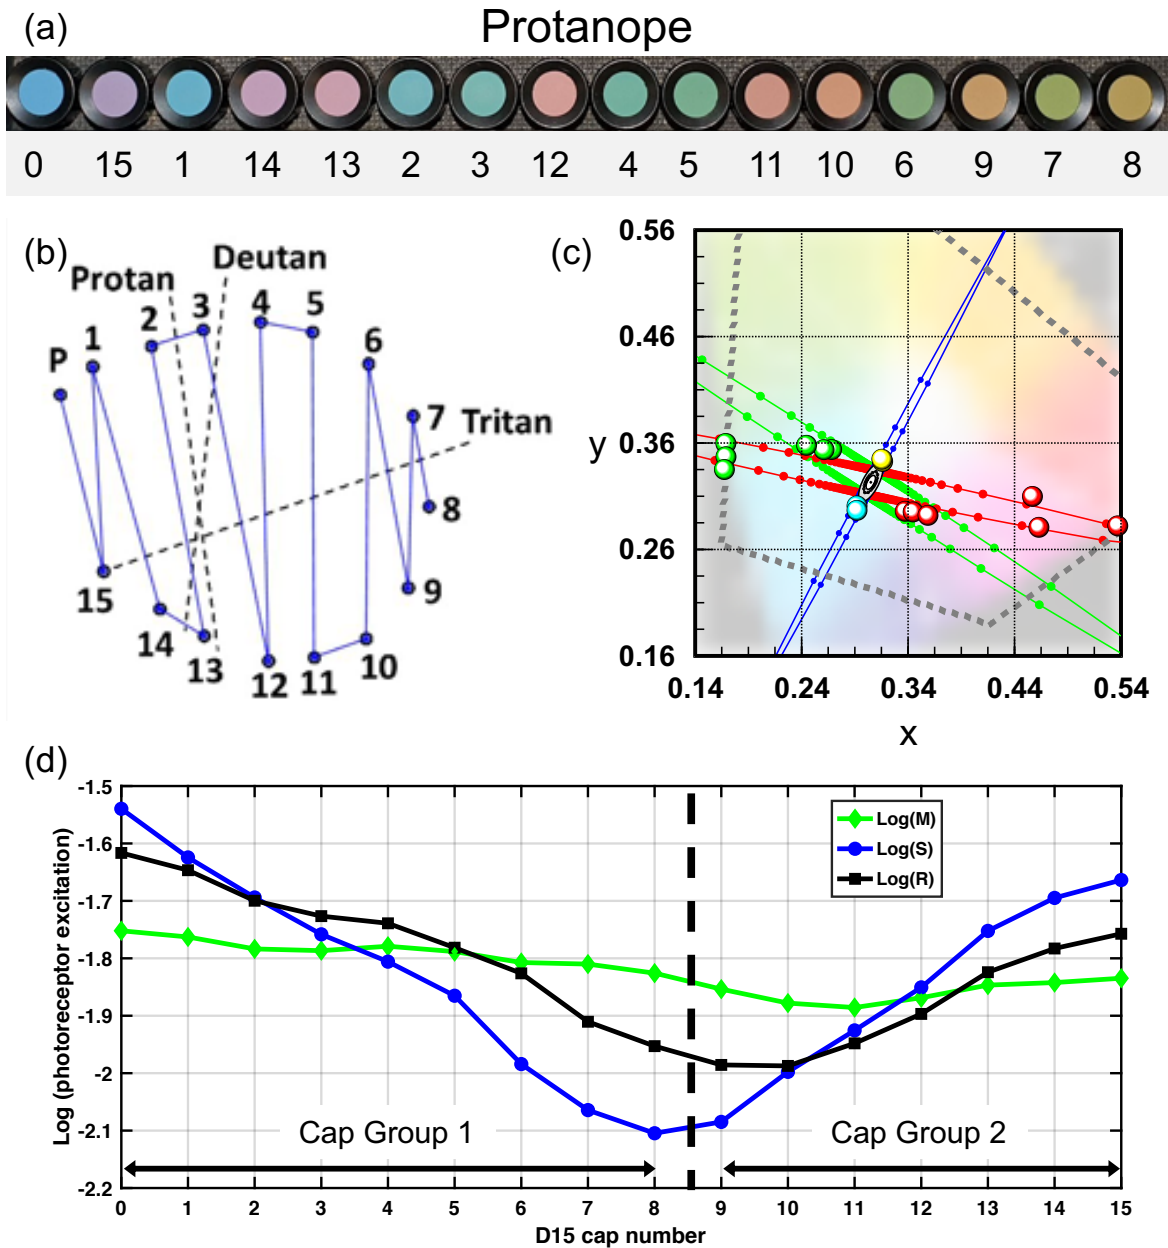 (a) Protanope
0 15 1 14 13 2 3 12 4 5 11 10 6 9 7 8
(b)
Protan Deutan
P 1 2 3 4 5 6 7 Tritan
8
15 14 13 12 11 10 9
(c)
0.56
0.46
0.36
y
0.26
0.16
0.14 0.24 0.34 0.44 0.54
x
(d)
Log (photoreceptor excitation)
-1.5
-1.6
-1.7
-1.8
-1.9
-2
-2.1
-2.2
Log(M)
Log(S)
Log(R)
Cap Group 1 Cap Group 2
0 1 2 3 4 5 6 7 8 9 10 11 12 13 14 15
D15 cap number